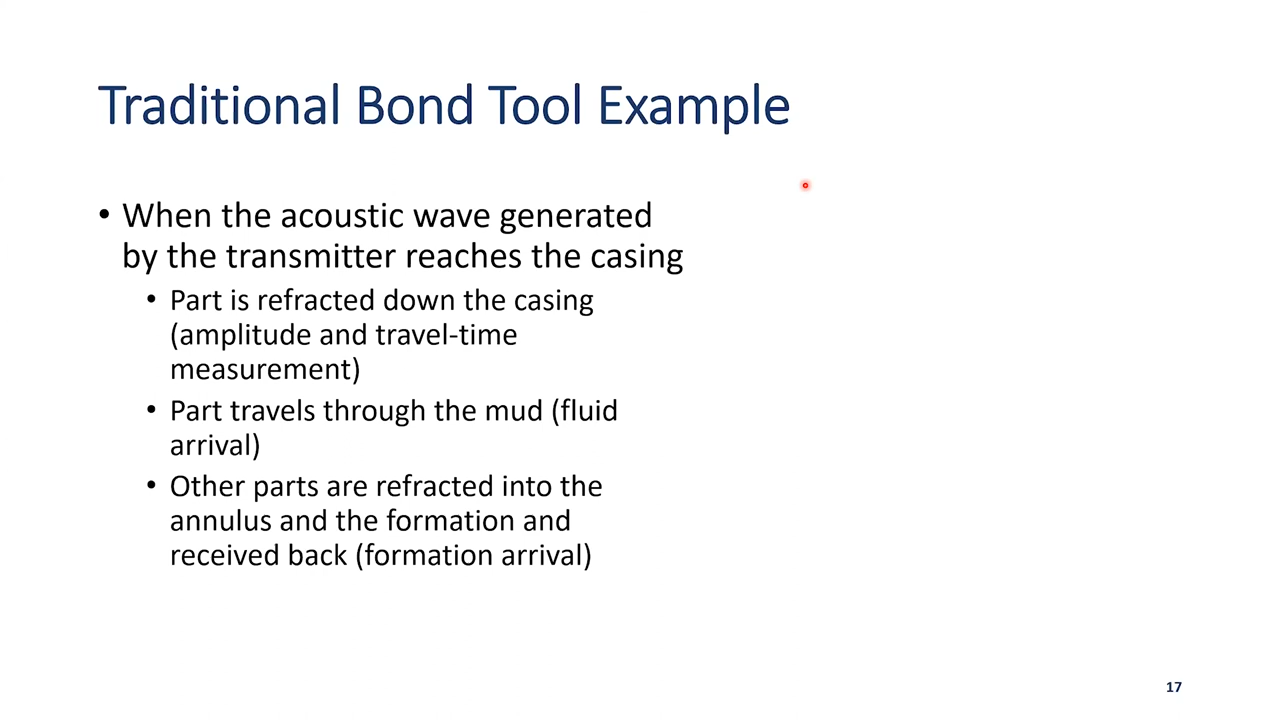 Traditional Bond Tool Example
• When the acoustic wave generated
by the transmitter reaches the casing
• Part is refracted down the casing
(amplitude and travel-time
measurement)
• Part travels through the mud (fluid
arrival)
• Other parts are refracted into the
annulus and the formation and
received back (formation arrival)
17